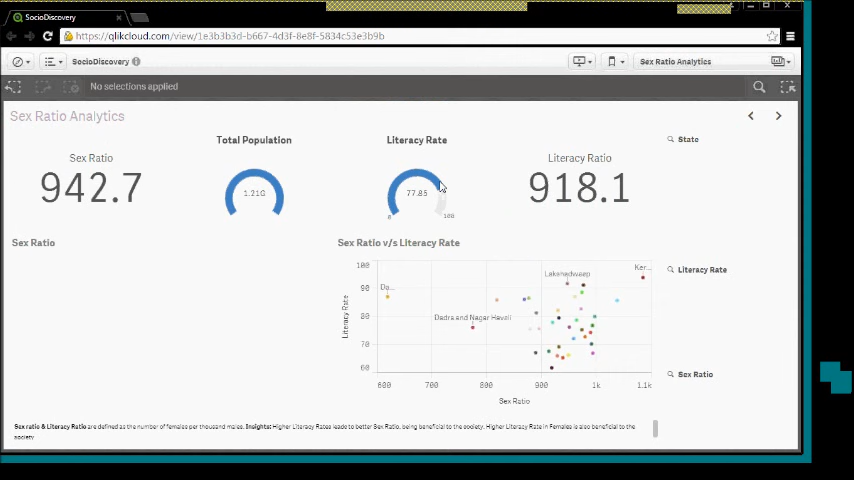 SocioDiscovery
https://qlikcloud.com/view/1e3b3b3d-b667-4d3f-8e8f-5834c53e3b9b
SocioDiscovery
Sex Ratio Analytics
No selections applied
Sex Ratio Analytics
Sex Ratio
942.7
Total Population
1.21G
Literacy Rate
77.85
0
100
Literacy Ratio
918.1
State
Sex Ratio
Sex Ratio v/s Literacy Rate
Literacy Rate
100
90
80
70
60
Literacy Rate
Da...
Lakshadweep
Ker...
Dadra and Nagar Haveli
600
700
800
900
1k
1.1k
Sex Ratio
Sex Ratio
Sex ratio & Literacy Ratio are defined as the number of females per thousand males. Insights: Higher Literacy Rates leads to better Sex Ratio, being beneficial to the society. Higher Literacy Rate in Females is also beneficial to the
society